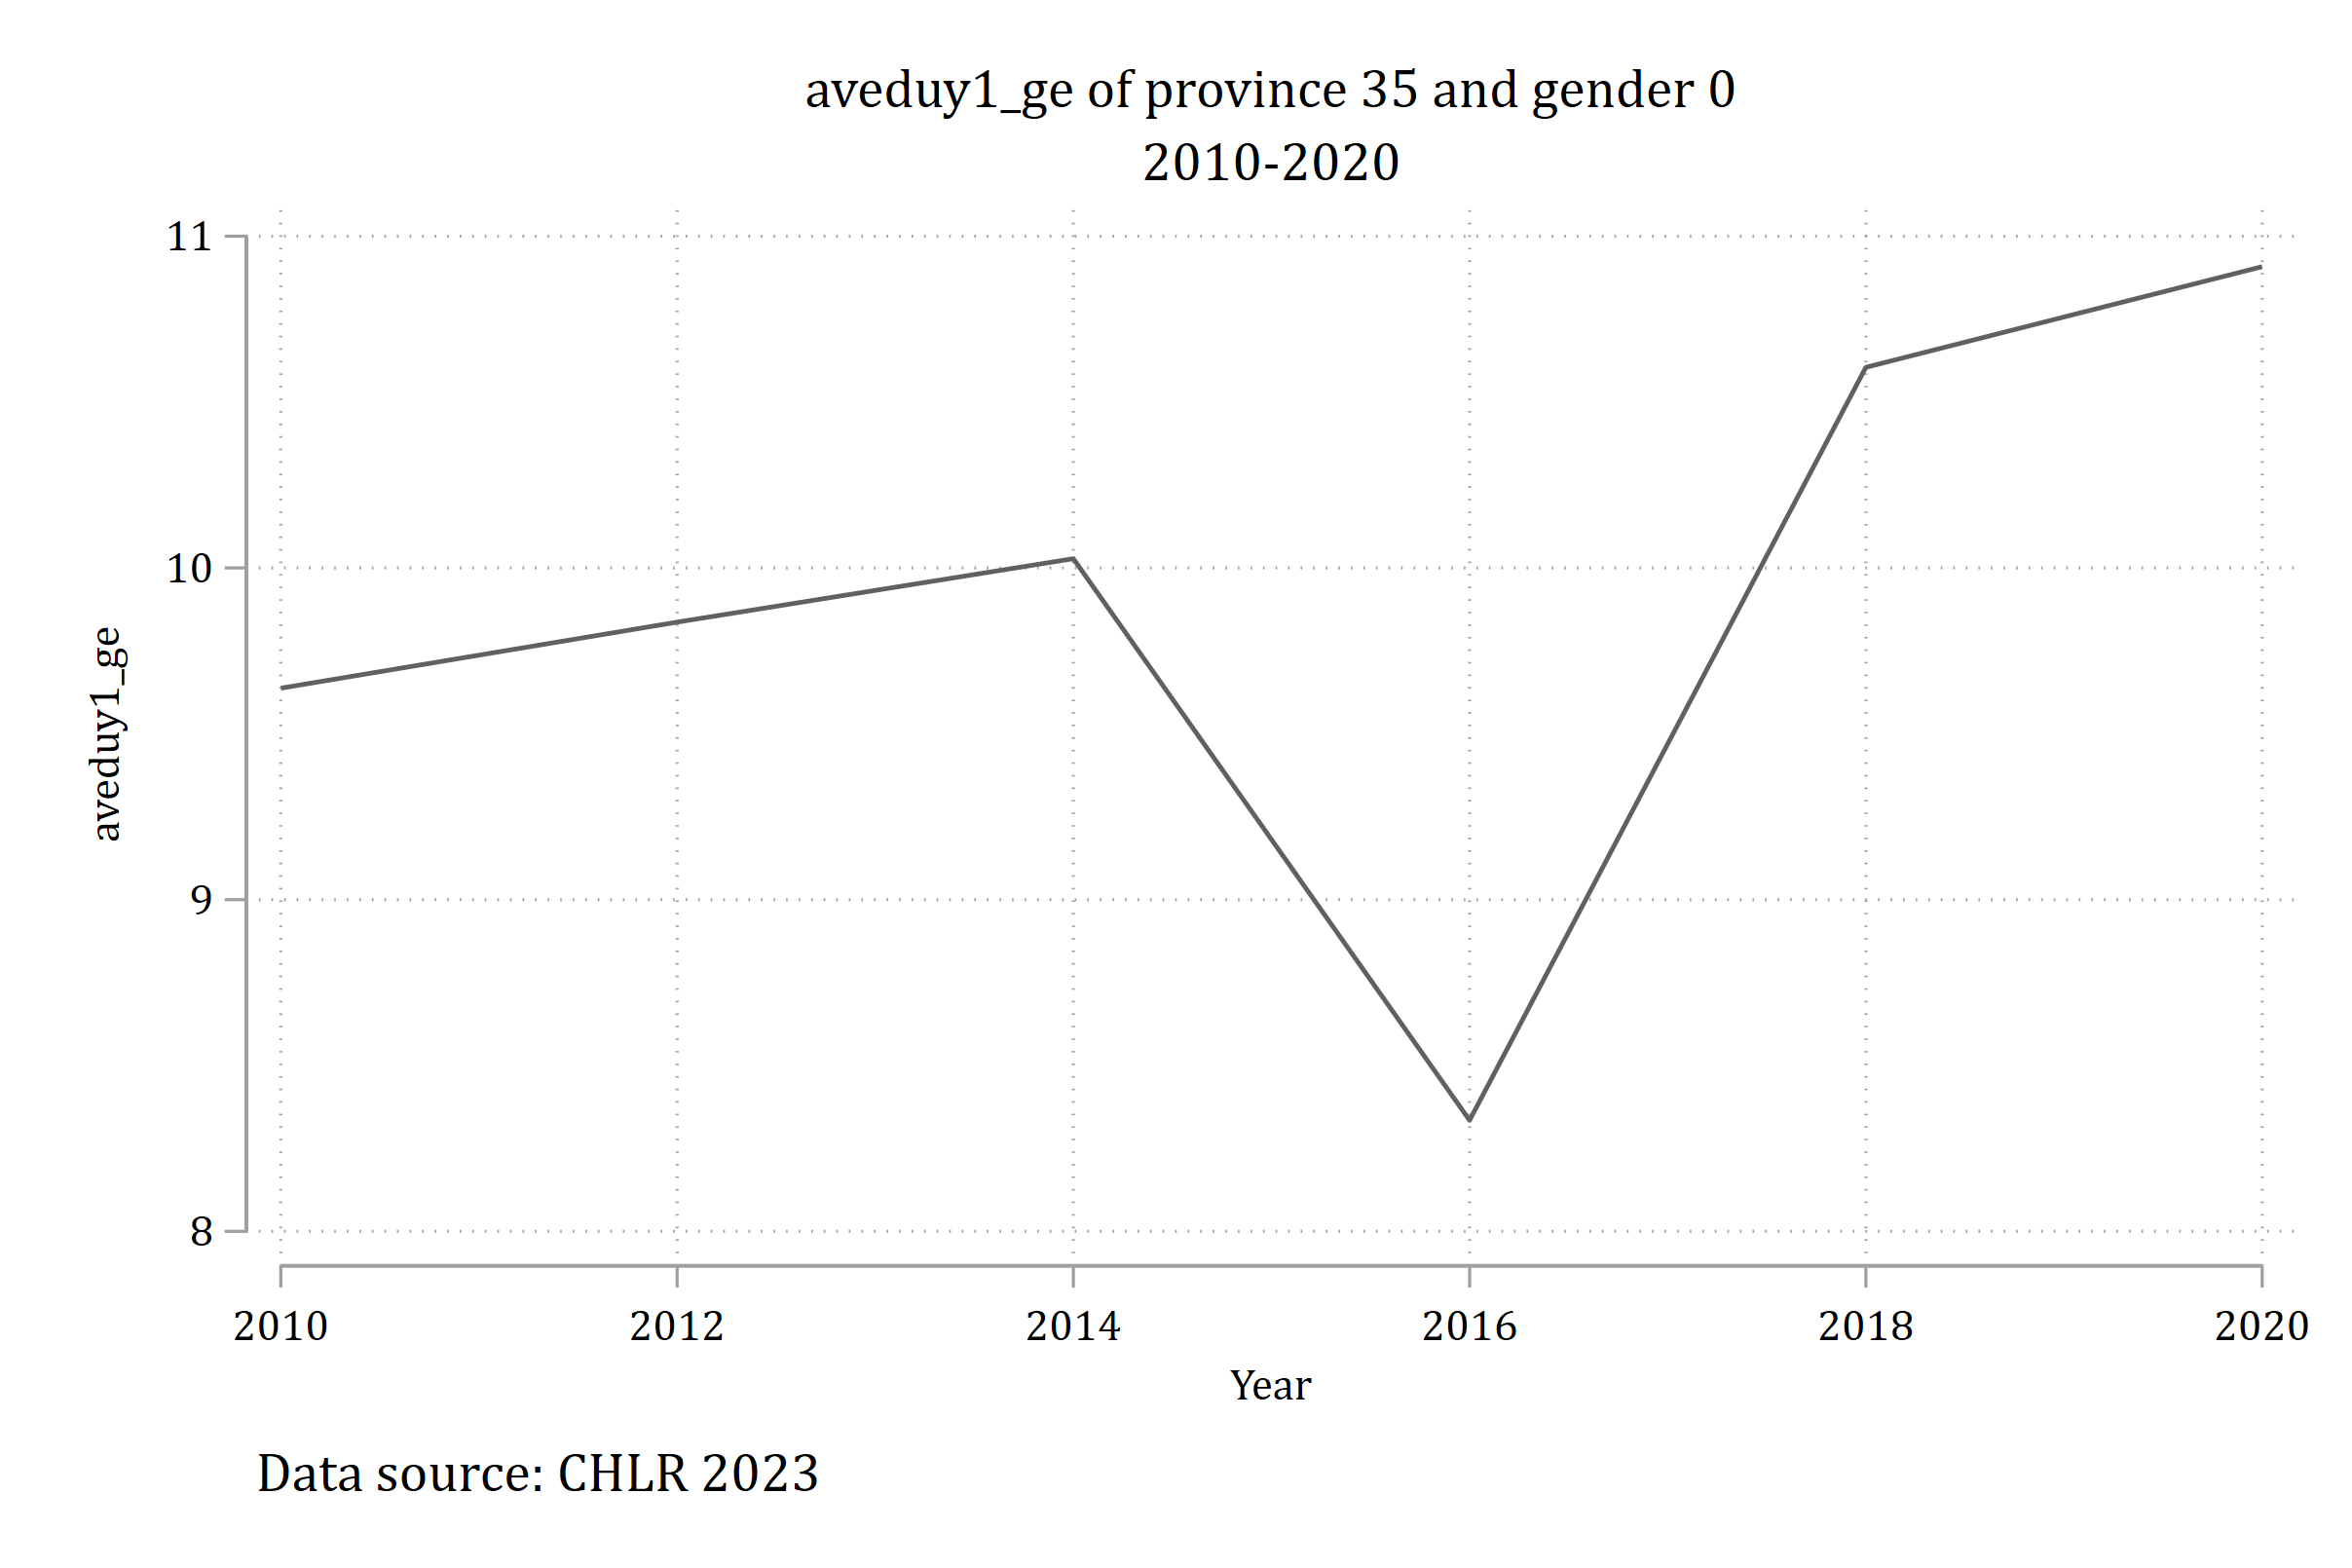 aveduy1_ge of province 35 and gender 0
2010-2020
11
10
9
8
aveduy1_ge
2010 2012 2014 2016 2018 2020
Year
Data source: CHLR 2023